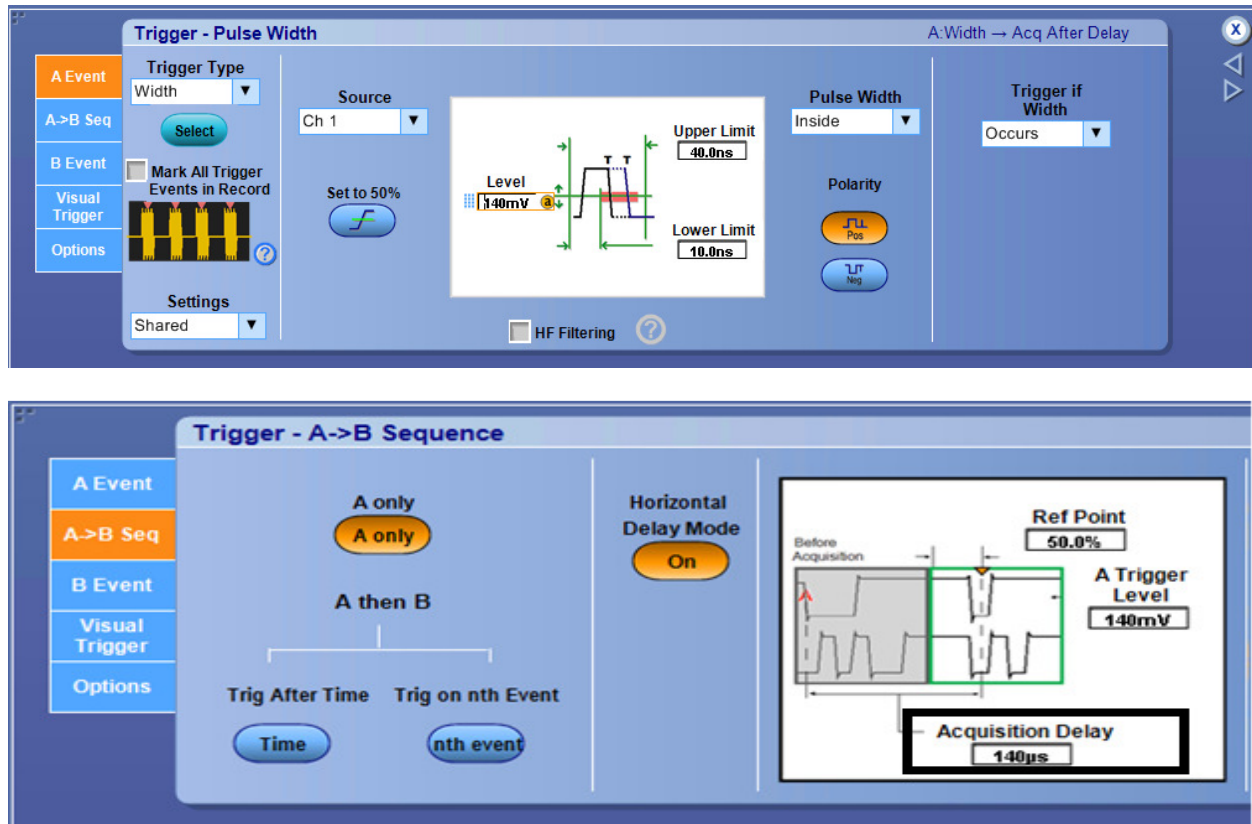 Trigger - Pulse Width
A:Width → Acq After Delay
X
A Event
A->B Seq
B Event
Visual
Trigger
Options
Trigger Type
Width
Select
Mark All Trigger
Events in Record
?
Settings
Shared
Source
Ch 1
Set to 50%
Level
140mV
a
T T
Upper Limit
40.0ns
Lower Limit
10.0ns
HF Filtering
?
Pulse Width
Inside
Polarity
Pos
Neg
Trigger if
Width
Occurs
Trigger - A->B Sequence
A Event
A->B Seq
B Event
Visual
Trigger
Options
A only
A only
A then B
Trig After Time
Trig on nth Event
Time
nth event
Horizontal
Delay Mode
On
Before
Acquisition
A
Ref Point
50.0%
A Trigger
Level
140mV
Acquisition Delay
140µs